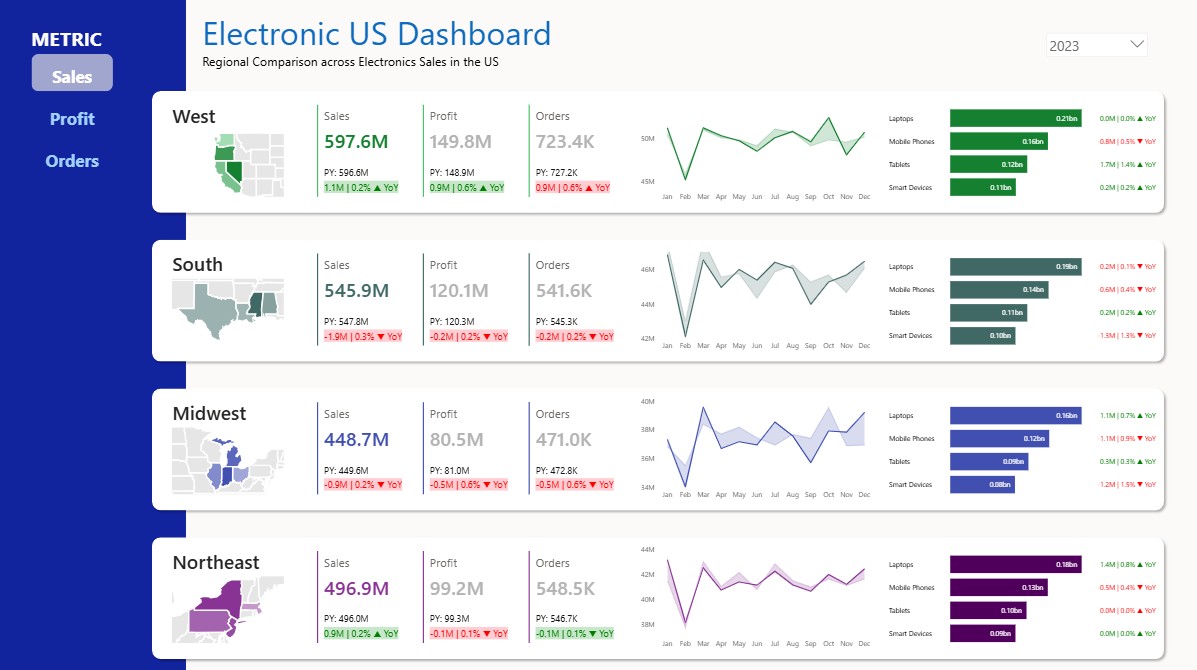 METRIC
Sales
Profit
Orders
Electronic US Dashboard
Regional Comparison across Electronics Sales in the US
2023
West
Sales
597.6M
PY: 596.6M
1.1M | 0.2% ▲ YoY
Profit
149.8M
PY: 148.9M
0.9M | 0.6% ▲ YoY
Orders
723.4K
PY: 727.2K
0.9M | 0.6% ▲ YoY
50M
45M
Jan Feb Mar Apr May Jun Jul Aug Sep Oct Nov Dec
Laptops 0.21bn 0.0M | 0.0% ▲ YoY
Mobile Phones 0.16bn 0.8M | 0.5% ▼ YoY
Tablets 0.12bn 1.7M | 1.4% ▲ YoY
Smart Devices 0.11bn 0.2M | 0.2% ▲ YoY
South
Sales
545.9M
PY: 547.8M
-1.9M | 0.3% ▼ YoY
Profit
120.1M
PY: 120.3M
-0.2M | 0.2% ▼ YoY
Orders
541.6K
PY: 545.3K
-0.2M | 0.2% ▼ YoY
46M
44M
42M
Jan Feb Mar Apr May Jun Jul Aug Sep Oct Nov Dec
Laptops 0.19bn 0.2M | 0.1% ▼ YoY
Mobile Phones 0.14bn 0.6M | 0.4% ▼ YoY
Tablets 0.11bn 0.2M | 0.2% ▲ YoY
Smart Devices 0.10bn 1.3M | 1.3% ▼ YoY
Midwest
Sales
448.7M
PY: 449.6M
-0.9M | 0.2% ▼ YoY
Profit
80.5M
PY: 81.0M
-0.5M | 0.6% ▼ YoY
Orders
471.0K
PY: 472.8K
-0.5M | 0.6% ▼ YoY
40M
38M
36M
34M
Jan Feb Mar Apr May Jun Jul Aug Sep Oct Nov Dec
Laptops 0.16bn 1.1M | 0.7% ▲ YoY
Mobile Phones 0.12bn 1.1M | 0.9% ▼ YoY
Tablets 0.09bn 0.3M | 0.3% ▲ YoY
Smart Devices 0.08bn 1.2M | 1.5% ▼ YoY
Northeast
Sales
496.9M
PY: 496.0M
0.9M | 0.2% ▲ YoY
Profit
99.2M
PY: 99.3M
-0.1M | 0.1% ▼ YoY
Orders
548.5K
PY: 546.7K
-0.1M | 0.1% ▼ YoY
44M
42M
40M
38M
Jan Feb Mar Apr May Jun Jul Aug Sep Oct Nov Dec
Laptops 0.18bn 1.4M | 0.8% ▲ YoY
Mobile Phones 0.13bn 0.5M | 0.4% ▼ YoY
Tablets 0.10bn 0.0M | 0.0% ▲ YoY
Smart Devices 0.09bn 0.0M | 0.0% ▲ YoY